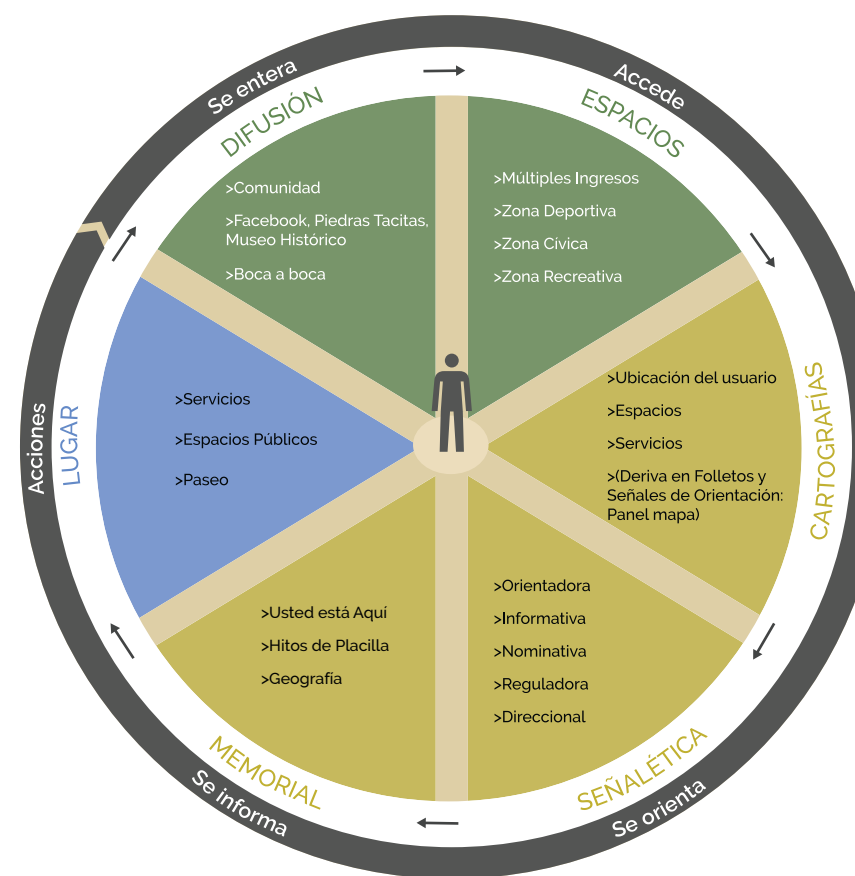 Se entera
DIFUSIÓN
>Comunidad
>Facebook, Piedras Tacitas,
Museo Histórico
>Boca a boca
Accede
ESPACIOS
>Múltiples Ingresos
>Zona Deportiva
>Zona Cívica
>Zona Recreativa
CARTOGRAFÍAS
>Ubicación del usuario
>Espacios
>Servicios
>(Deriva en Folletos y
Señales de Orientación:
Panel mapa)
Se orienta
SEÑALÉTICA
>Orientadora
>Informativa
>Nominativa
>Reguladora
>Direccional
Se informa
MEMORIAL
>Usted está Aquí
>Hitos de Placilla
>Geografía
Acciones
LUGAR
>Servicios
>Espacios Públicos
>Paseo